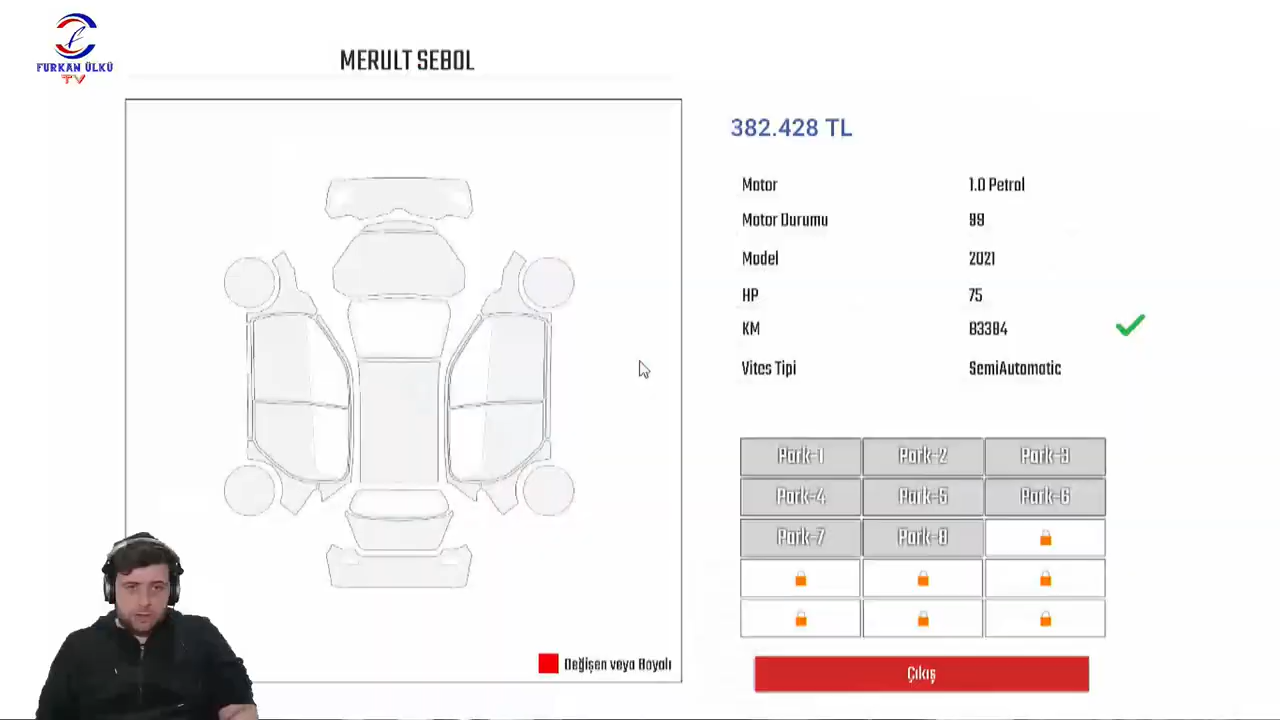 FURKAN ÜLKÜ
TV
MERULT SEBOL
382.428 TL
Motor 1.0 Petrol
Motor Durumu 99
Model 2021
HP 75
KM 83384
Vites Tipi SemiAutomatic
Park-1 Park-2 Park-3
Park-4 Park-5 Park-6
Park-7 Park-8
Değişen veya Boyalı
Çıkış